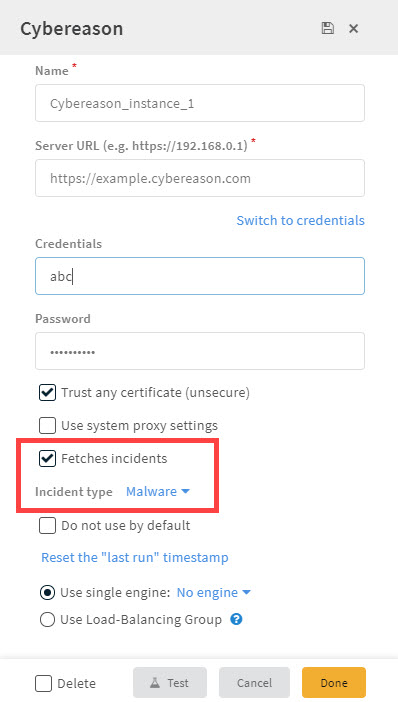 Cybereason
Name *
Cybereason_instance_1
Server URL (e.g. https://192.168.0.1) *
https://example.cybereason.com
Switch to credentials
Credentials
abc
Password
••••••••••
Trust any certificate (unsecure)
Use system proxy settings
Fetches incidents
Incident type Malware
Do not use by default
Reset the "last run" timestamp
Use single engine: No engine
Use Load-Balancing Group ?
Delete Test Cancel Done